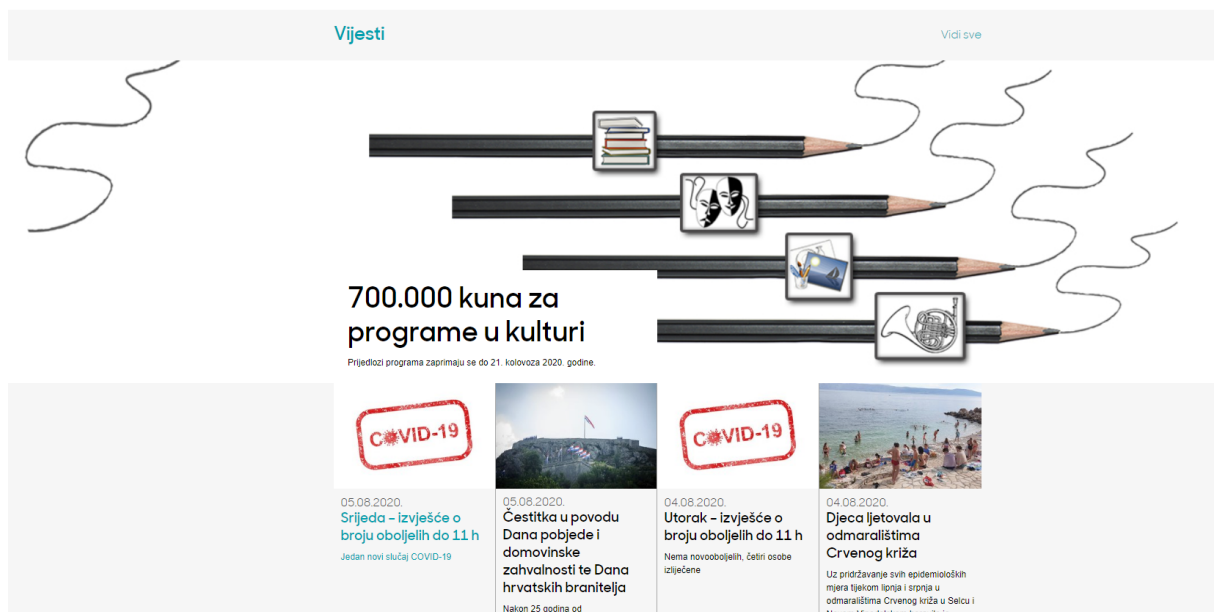 Vijesti
Vidi sve
700.000 kuna za
programe u kulturi
Prijedlozi programa zaprimaju se do 21. kolovoza 2020. godine.
COVID-19
05.08.2020.
Srijeda – izvješće o
broju oboljelih do 11 h
Jedan novi slučaj COVID-19
05.08.2020.
Čestitka u povodu
Dana pobjede i
domovinske
zahvalnosti te Dana
hrvatskih branitelja
Nakon 25 godina od
COVID-19
04.08.2020.
Utorak – izvješće o
broju oboljelih do 11 h
Nema novooboljelih, četiri osobe
izliječene
04.08.2020.
Djeca ljetovala u
odmaralištima
Crvenog križa
Uz pridržavanje svih epidemioloških
mjera tijekom lipnja i srpnja u
odmaralištima Crvenog križa u Selcu i